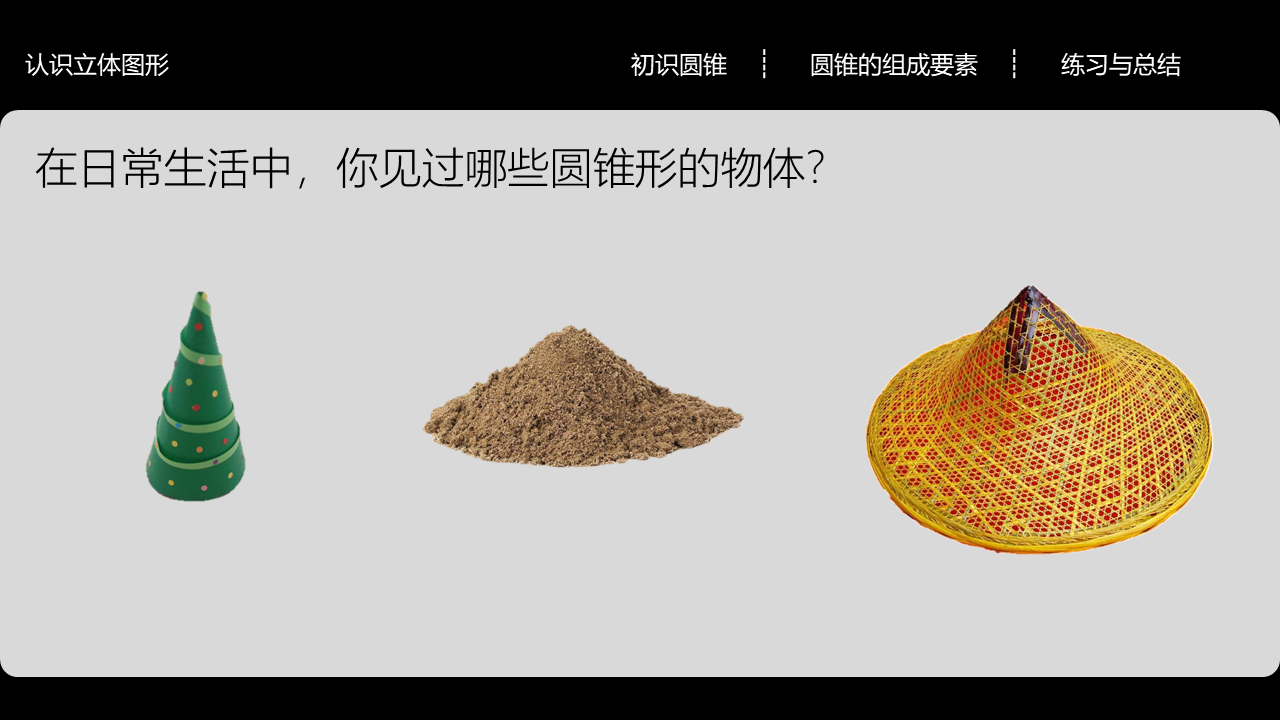 认识立体图形
初识圆锥
圆锥的组成要素
练习与总结
在日常生活中，你见过哪些圆锥形的物体？